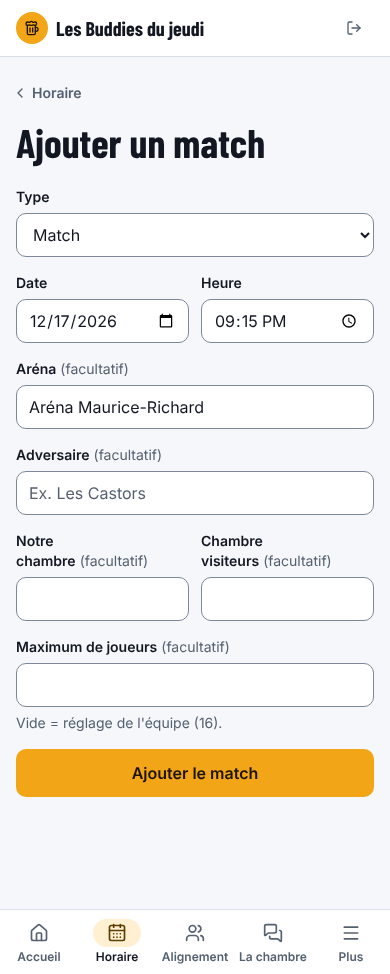 Les Buddies du jeudi
Horaire
Ajouter un match
Type
Match
Date
Heure
12/17/2026
09:15 PM
Aréna (facultatif)
Aréna Maurice-Richard
Adversaire (facultatif)
Ex. Les Castors
Notre
chambre (facultatif)
Chambre
visiteurs (facultatif)
Maximum de joueurs (facultatif)
Vide = réglage de l'équipe (16).
Ajouter le match
Accueil
Horaire
Alignement
La chambre
Plus